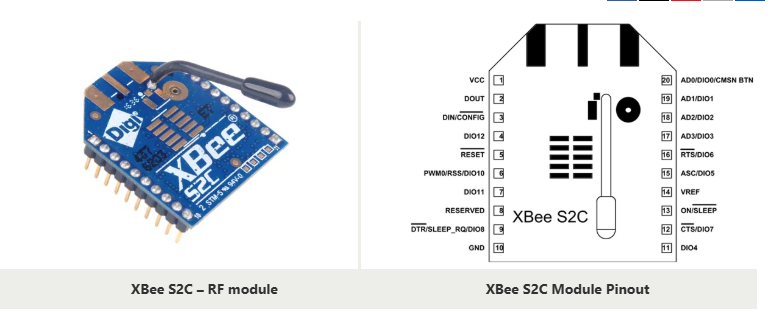 Digi
XBee®
S2C
VCC 1
DOUT 2
DIN/CONFIG 3
DIO12 4
RESET 5
PWM0/RSS/DIO10 6
DIO11 7
RESERVED 8
DTR/SLEEP_RQ/DIO8 9
GND 10
20 AD0/DIO0/CMSN BTN
19 AD1/DIO1
18 AD2/DIO2
17 AD3/DIO3
16 RTS/DIO6
15 ASC/DIO5
14 VREF
13 ON/SLEEP
12 CTS/DIO7
11 DIO4
XBee S2C
XBee S2C – RF module
XBee S2C Module Pinout